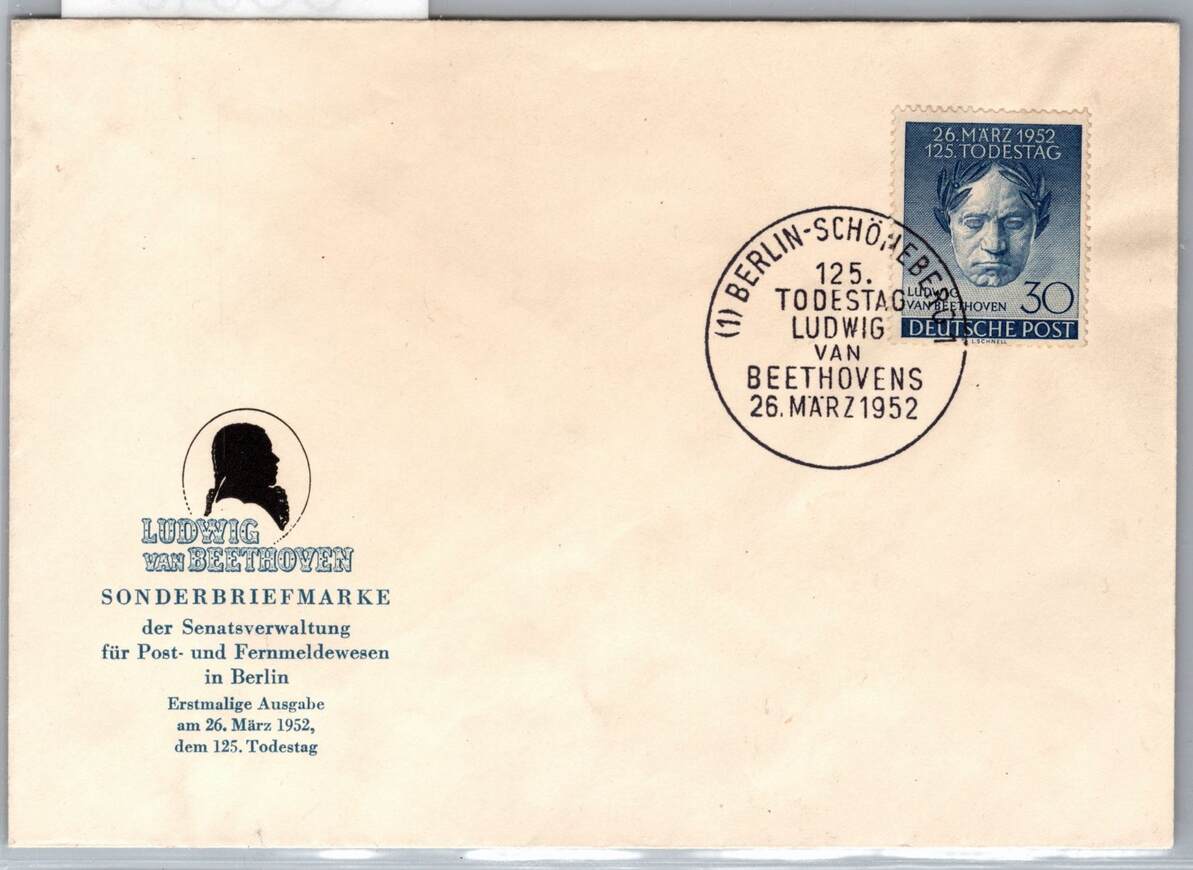 26. MÄRZ 1952
125. TODESTAG
LUDWIG
VAN BEETHOVEN
30
DEUTSCHE POST
L. SCHNELL
(1) BERLIN-SCHÖNEBERG 1
125.
TODESTAG
LUDWIG
VAN
BEETHOVENS
26. MÄRZ 1952
LUDWIG
VAN BEETHOVEN
SONDERBRIEFMARKE
der Senatsverwaltung
für Post- und Fernmeldewesen
in Berlin
Erstmalige Ausgabe
am 26. März 1952,
dem 125. Todestag